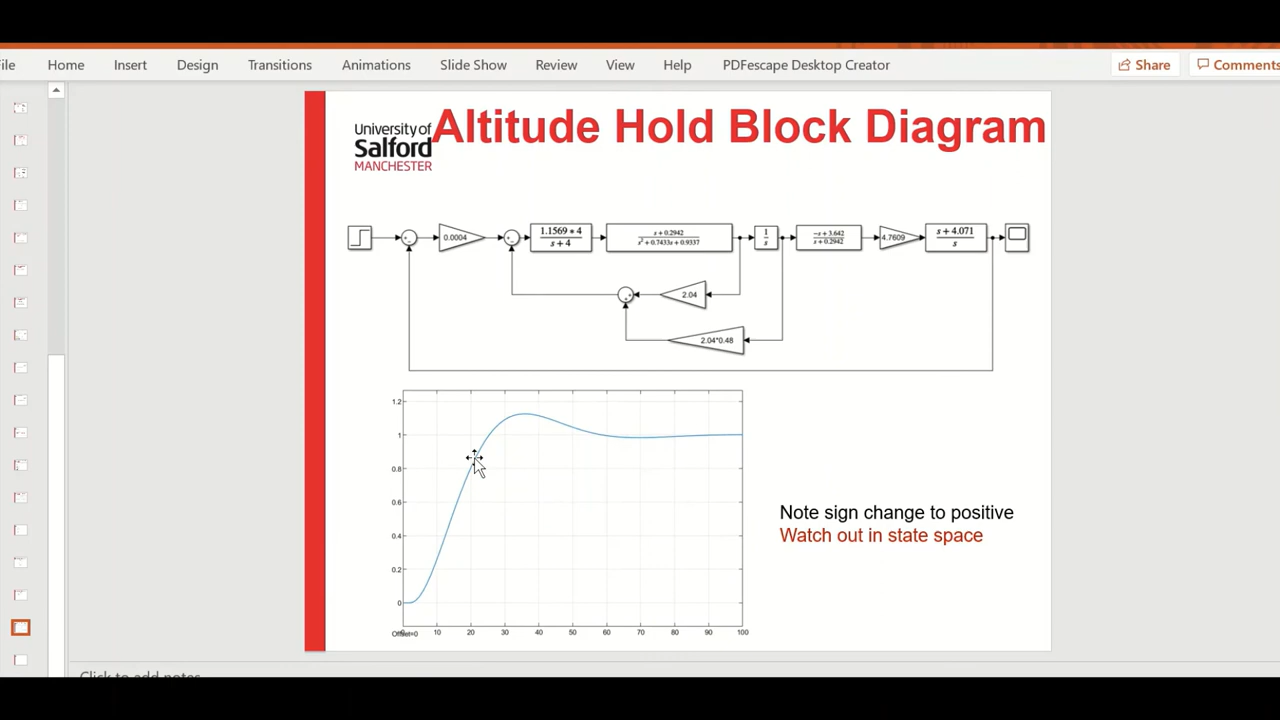 File
Home
Insert
Design
Transitions
Animations
Slide Show
Review
View
Help
PDFescape Desktop Creator
Share
Comments
University of
Salford
MANCHESTER
Altitude Hold Block Diagram
0.0004
1.1569 * 4
s + 4
s + 0.2942
s² + 0.7433s + 0.9337
1
s
−s + 3.642
s + 0.2942
4.7609
s + 4.071
s
2.04
2.04*0.48
1.2
1
0.8
0.6
0.4
0.2
0
10
20
30
40
50
60
70
80
90
100
Offset=0
Note sign change to positive
Watch out in state space
Click to add notes